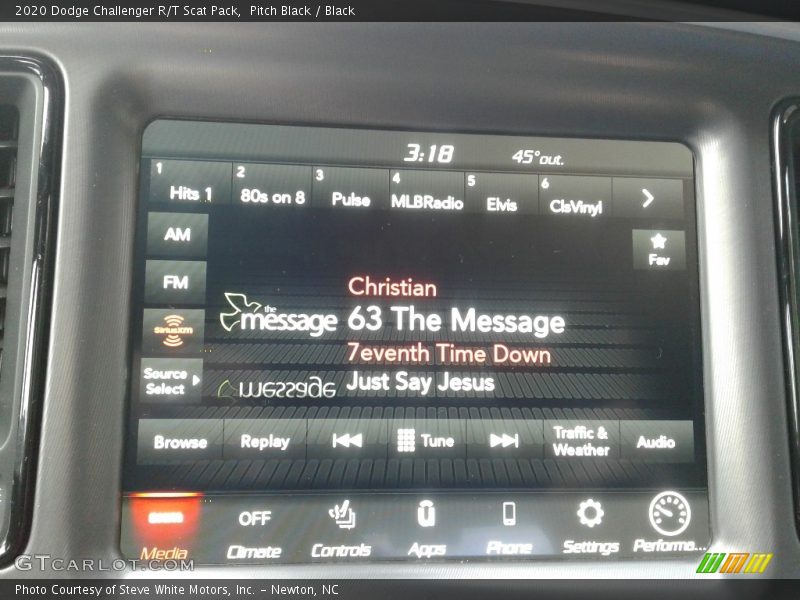 2020 Dodge Challenger R/T Scat Pack,  Pitch Black / Black
3:18 45°out.
1 Hits 1 2 80s on 8 3 Pulse 4 MLBRadio 5 Elvis 6 ClsVinyl
AM
Fav
FM
Christian
the message 63 The Message
SiriusXM
7eventh Time Down
Source Select
message Just Say Jesus
Browse Replay Tune Traffic & Weather Audio
OFF
Media Climate Controls Apps Phone Settings Performa...
GTCARLOT.COM
Photo Courtesy of Steve White Motors, Inc. – Newton, NC